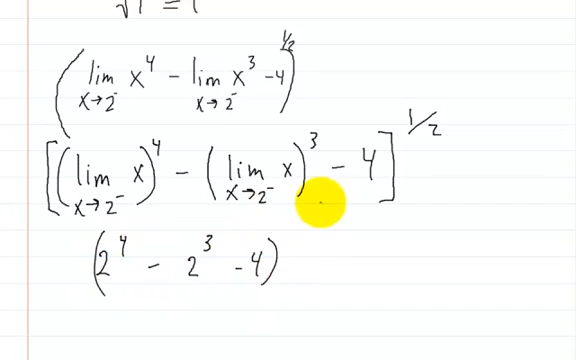 √1 = 1
(lim x→2⁻ x⁴ − lim x→2⁻ x³ − 4)^1/2
[(lim x→2⁻ x)⁴ − (lim x→2⁻ x)³ − 4]^1/2
(2⁴ − 2³ − 4)